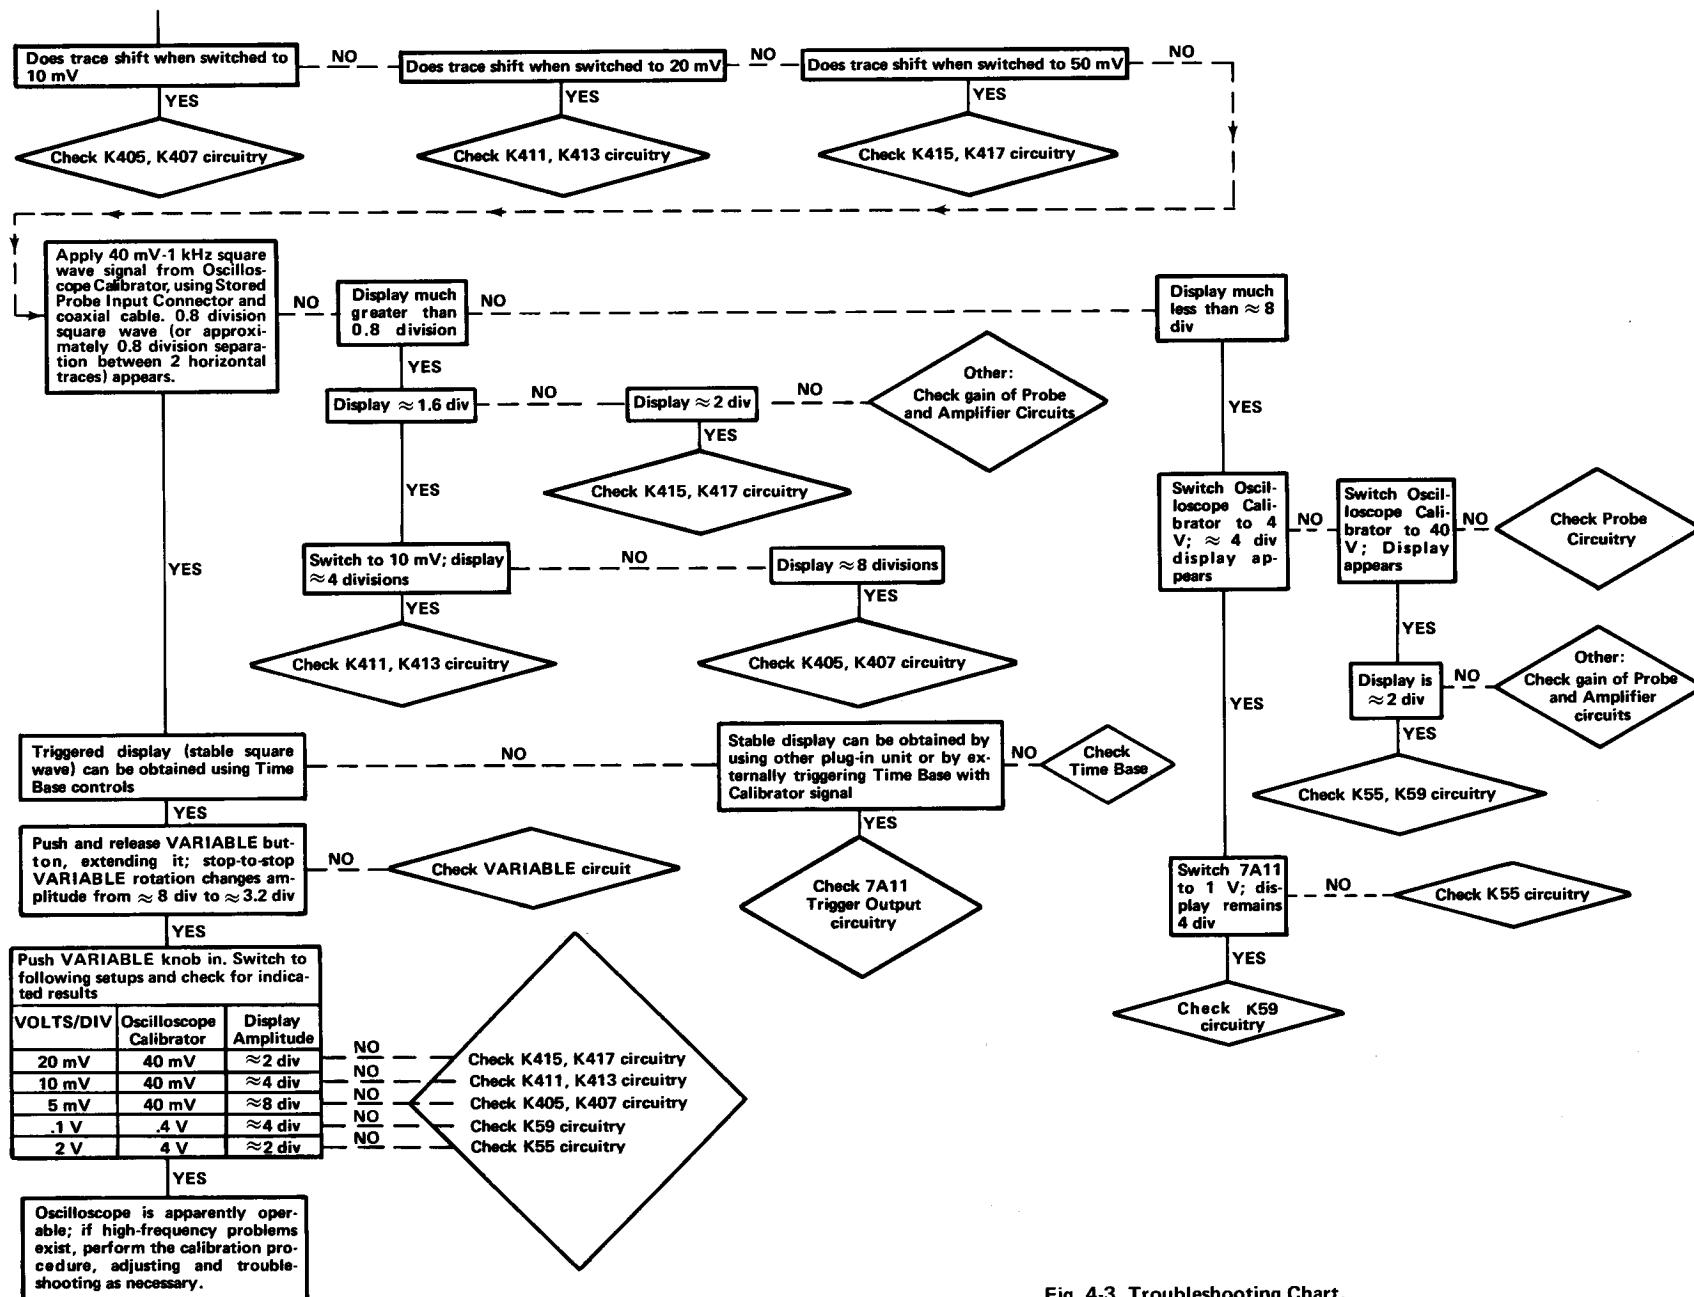 Does trace shift when switched to
10 mV
NO
Does trace shift when switched to 20 mV
NO
Does trace shift when switched to 50 mV
NO
YES
YES
YES
Check K405, K407 circuitry
Check K411, K413 circuitry
Check K415, K417 circuitry
Apply 40 mV-1 kHz square
wave signal from Oscillos-
cope Calibrator, using Stored
Probe Input Connector and
coaxial cable. 0.8 division
square wave (or approxi-
mately 0.8 division separa-
tion between 2 horizontal
traces) appears.
NO
Display much
greater than
0.8 division
NO
Display much
less than ≈ 8
div
YES
Display ≈ 1.6 div
NO
Display ≈ 2 div
NO
Other:
Check gain of Probe
and Amplifier Circuits
YES
Check K415, K417 circuitry
YES
YES
Switch Oscil-
loscope Cali-
brator to 4
V; ≈ 4 div
display ap-
pears
NO
Switch Oscil-
loscope Cali-
brator to 40
V; Display
appears
NO
Check Probe
Circuitry
YES
Switch to 10 mV; display
≈ 4 divisions
NO
Display ≈ 8 divisions
YES
YES
Check K411, K413 circuitry
Check K405, K407 circuitry
YES
Display is
≈ 2 div
NO
Other:
Check gain of Probe
and Amplifier
circuits
YES
Check K55, K59 circuitry
YES
Triggered display (stable square
wave) can be obtained using Time
Base controls
NO
Stable display can be obtained by
using other plug-in unit or by ex-
ternally triggering Time Base with
Calibrator signal
NO
Check
Time Base
YES
YES
Push and release VARIABLE but-
ton, extending it; stop-to-stop
VARIABLE rotation changes am-
plitude from ≈ 8 div to ≈ 3.2 div
NO
Check VARIABLE circuit
Check 7A11
Trigger Output
circuitry
Switch 7A11
to 1 V; dis-
play remains
4 div
NO
Check K55 circuitry
YES
Check K59
circuitry
YES
Push VARIABLE knob in. Switch to
following setups and check for indica-
ted results
VOLTS/DIV Oscilloscope Calibrator Display Amplitude
20 mV 40 mV ≈2 div NO Check K415, K417 circuitry
10 mV 40 mV ≈4 div NO Check K411, K413 circuitry
5 mV 40 mV ≈8 div NO Check K405, K407 circuitry
.1 V .4 V ≈4 div NO Check K59 circuitry
2 V 4 V ≈2 div NO Check K55 circuitry
YES
Oscilloscope is apparently oper-
able; if high-frequency problems
exist, perform the calibration pro-
cedure, adjusting and trouble-
shooting as necessary.
Fig. 4-3. Troubleshooting Chart